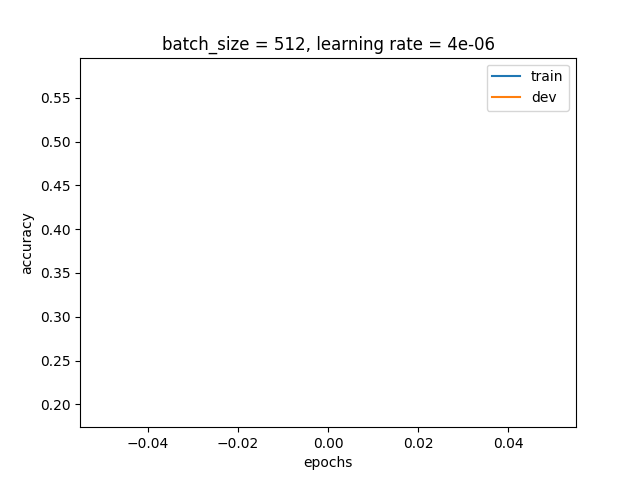 batch_size = 512, learning rate = 4e-06
train
dev
0.55
0.50
0.45
0.40
0.35
0.30
0.25
0.20
accuracy
−0.04 −0.02 0.00 0.02 0.04
epochs